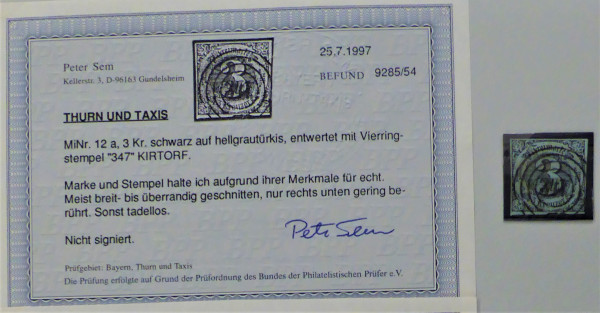 Peter Sem
Kellerstr. 3, D-96163 Gundelsheim
25.7.1997
BEFUND 9285/54
THURN UND TAXIS
MiNr. 12 a, 3 Kr. schwarz auf hellgrautürkis, entwertet mit Vierring-
stempel "347" KIRTORF.
Marke und Stempel halte ich aufgrund ihrer Merkmale für echt.
Meist breit- bis überrandig geschnitten, nur rechts unten gering be-
rührt. Sonst tadellos.
Nicht signiert.
Peter Sem
Prüfgebiet: Bayern, Thurn und Taxis
Die Prüfung erfolgte auf Grund der Prüfordnung des Bundes der Philatelistischen Prüfer e.V.